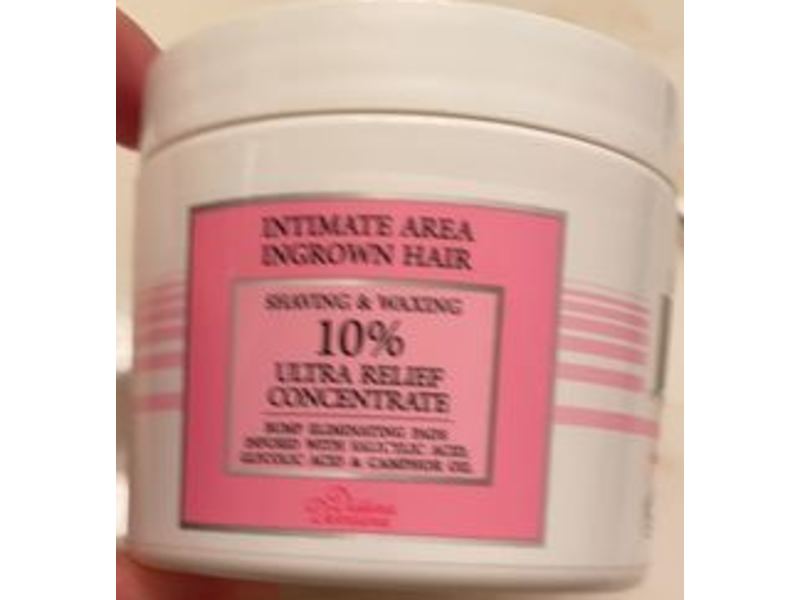 INTIMATE AREA
INGROWN HAIR
SHAVING & WAXING
10%
ULTRA RELIEF
CONCENTRATE
BUMP ELIMINATING PADS
INFUSED WITH SALICYLIC ACID,
GLYCOLIC ACID & CAMPHOR OIL